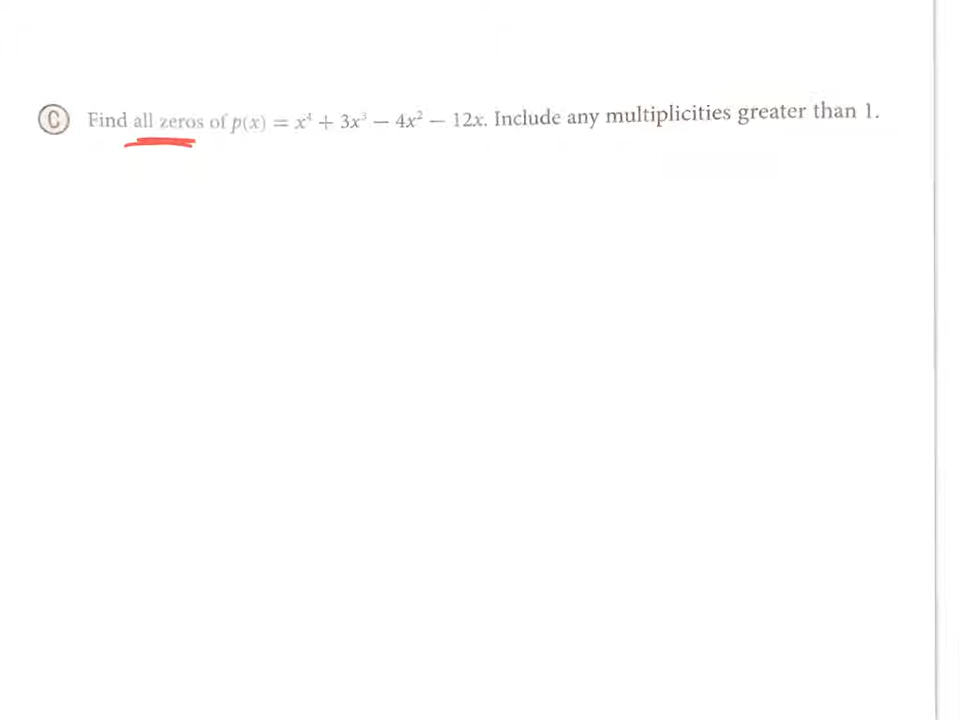 Ⓒ Find all zeros of p(x) = x⁴ + 3x³ − 4x² − 12x. Include any multiplicities greater than 1.